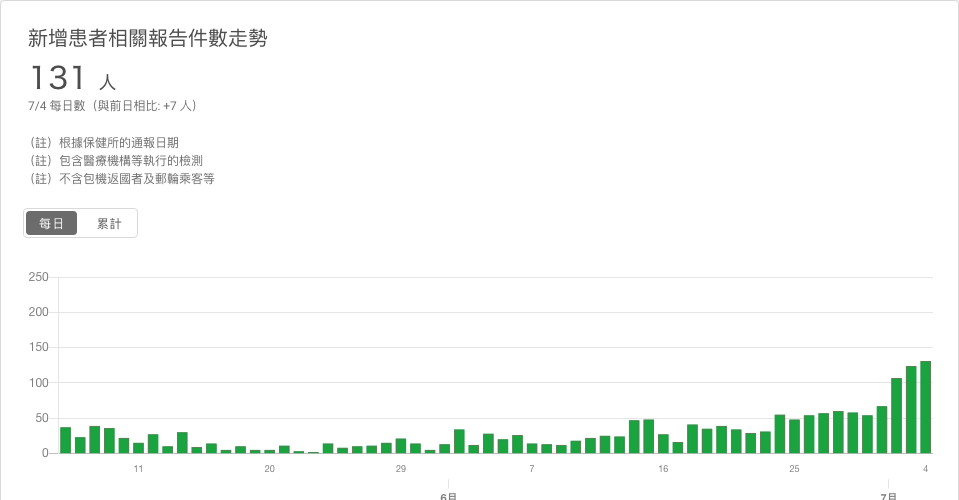 新增患者相關報告件數走勢
131 人
7/4 每日數（與前日相比: +7 人）
（註）根據保健所的通報日期
（註）包含醫療機構等執行的檢測
（註）不含包機返國者及郵輪乘客等
每日 累計
250
200
150
100
50
0
11 20 29 7 16 25 4
6月 7月